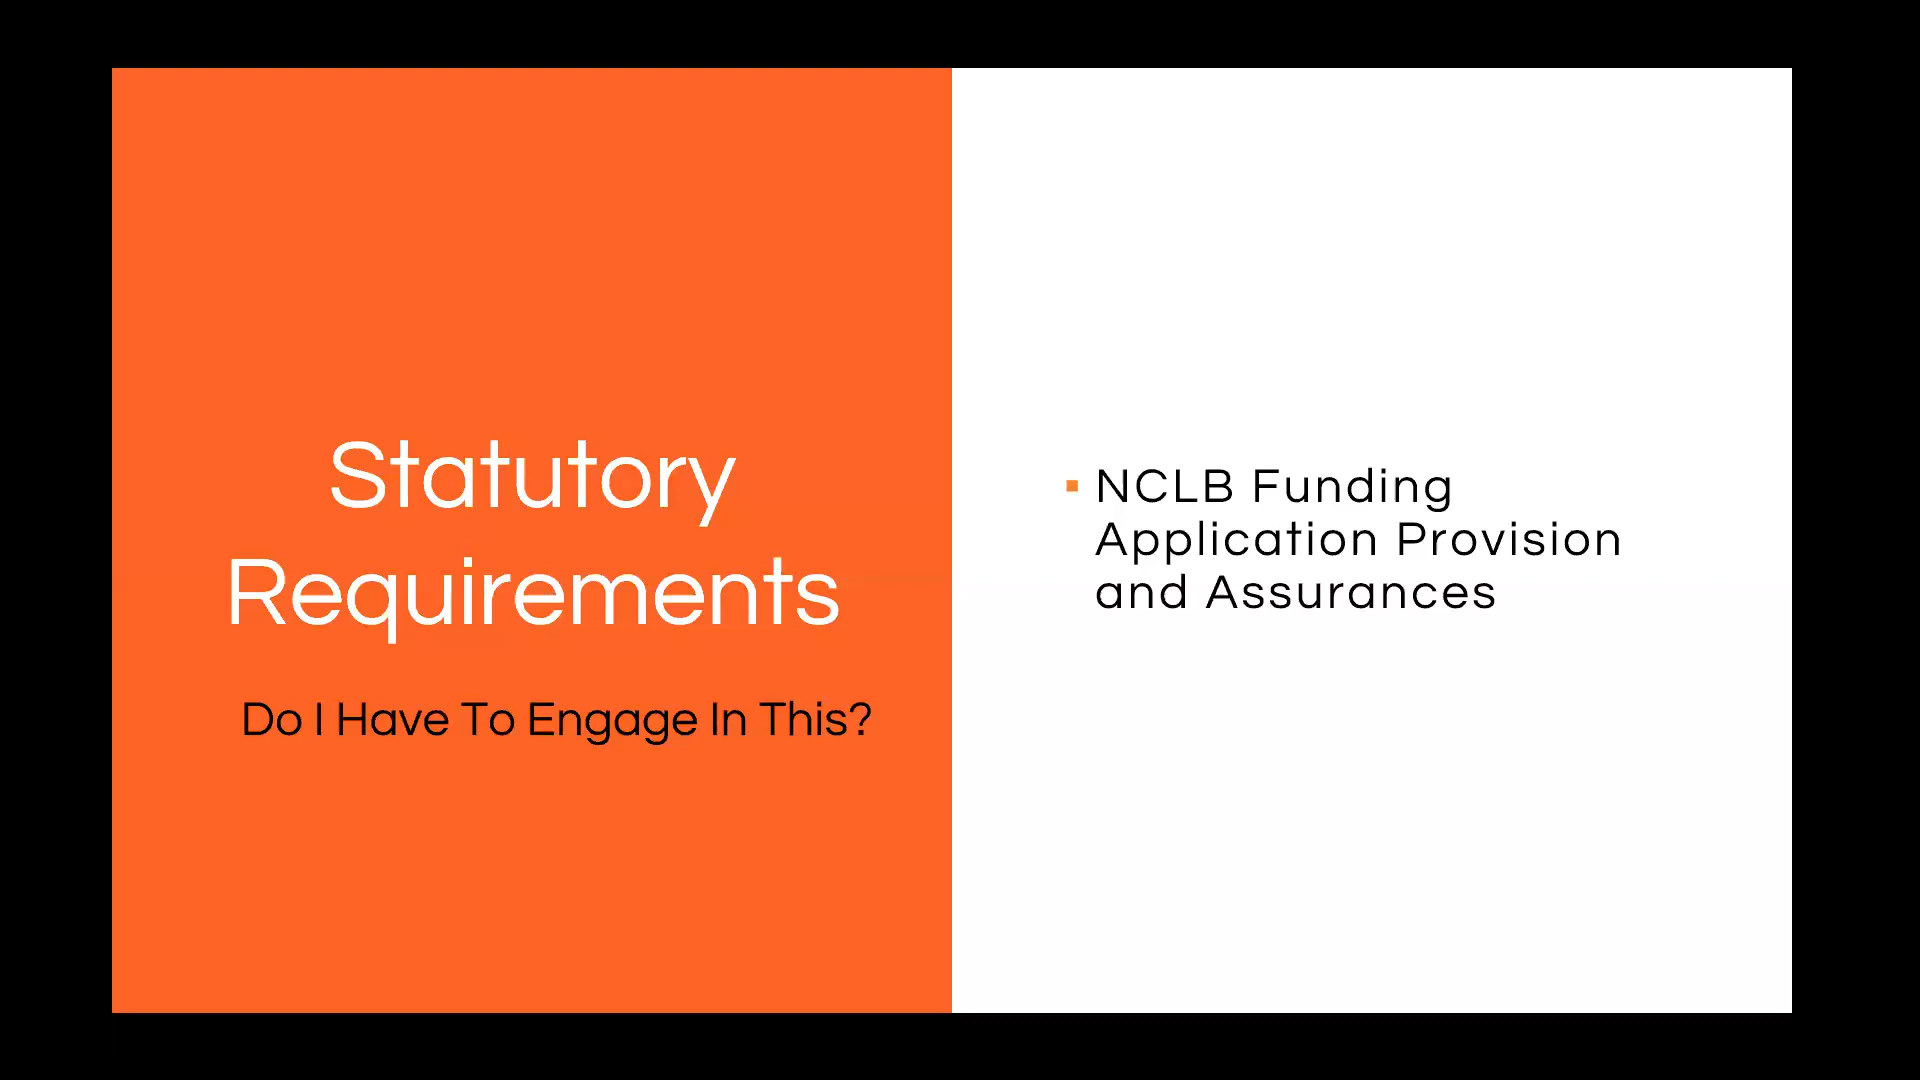 Statutory
Requirements
Do I Have To Engage In This?
▪ NCLB Funding
Application Provision
and Assurances